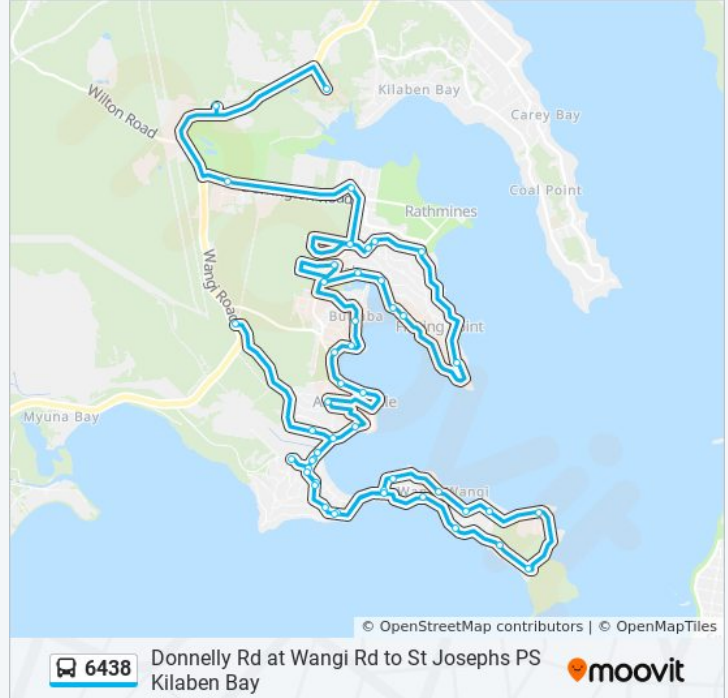 Kilaben Bay
Carey Bay
Wilton Road
Coal Point
Rathmines
Wangi Road
Myuna Bay
© OpenStreetMap contributors | © OpenMapTiles
6438
Donnelly Rd at Wangi Rd to St Josephs PS
Kilaben Bay
moovit